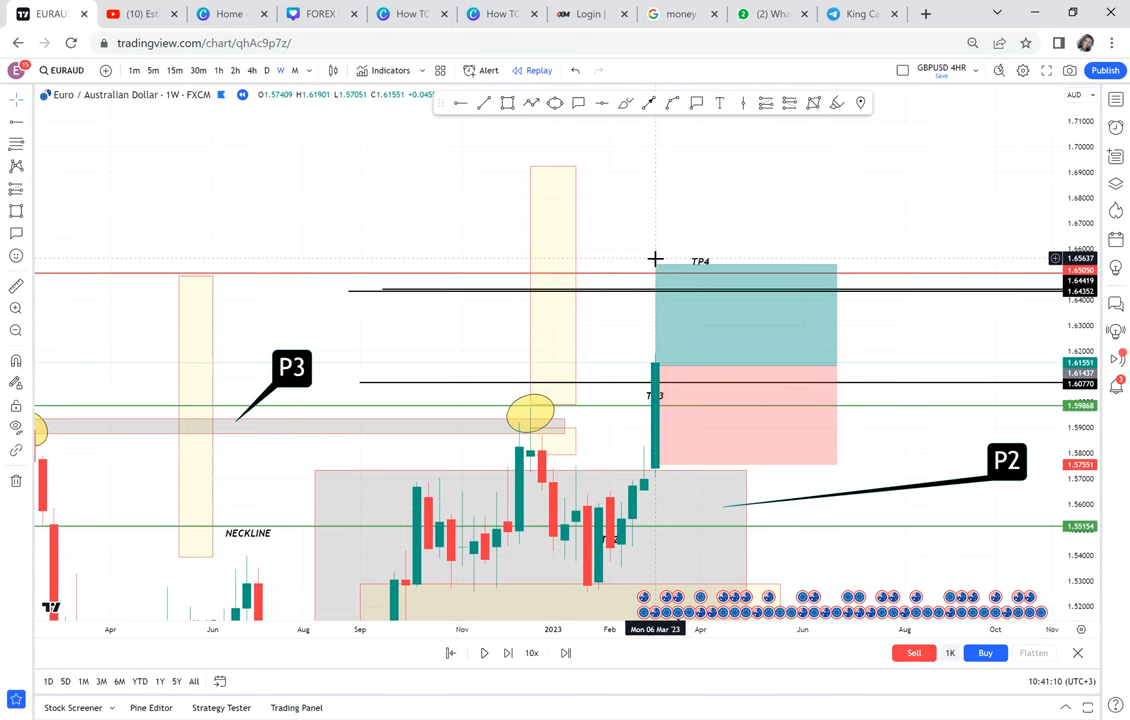 EURAUD
(10) Esti
Home -
FOREX I
How TC
How TC
Login |
money
(2) Wha
King Ca
tradingview.com/chart/qhAc9p7z/
E 15
EURAUD
1m 5m 15m 30m 1h 2h 4h D W M
Indicators
Alert
Replay
GBPUSD 4HR
Save
Publish
Euro / Australian Dollar · 1W · FXCM
O1.57409 H1.61901 L1.57051 C1.61551
AUD
1.71000
1.70000
1.69000
1.68000
1.67000
1.66000
1.65637
1.65050
1.64419
1.64352
1.64000
1.63000
1.62000
1.61551
1.61437
1.60770
1.59868
1.59000
1.58000
1.57551
1.57000
1.56000
1.55154
1.54000
1.53000
1.52000
TP4
P3
P2
NECKLINE
Apr Jun Aug Sep Nov 2023 Feb Mon 06 Mar '23 Apr Jun Aug Oct Nov
10x
Sell 1K Buy Flatten
1D 5D 1M 3M 6M YTD 1Y 5Y All
10:41:10 (UTC+3)
Stock Screener Pine Editor Strategy Tester Trading Panel